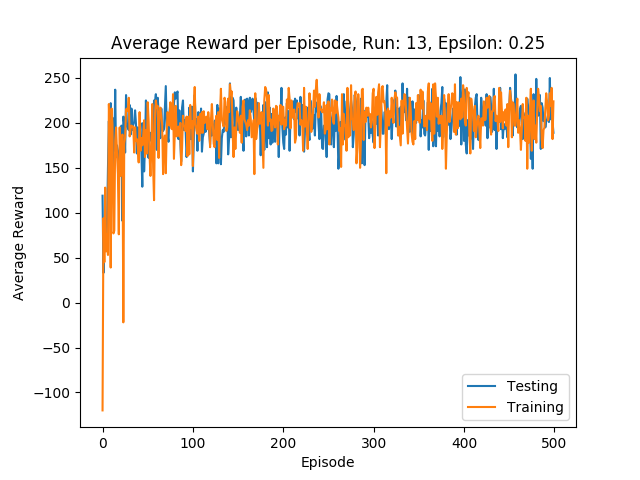 Average Reward per Episode, Run: 13, Epsilon: 0.25
250
200
150
100
50
0
−50
−100
Average Reward
0 100 200 300 400 500
Episode
Testing
Training